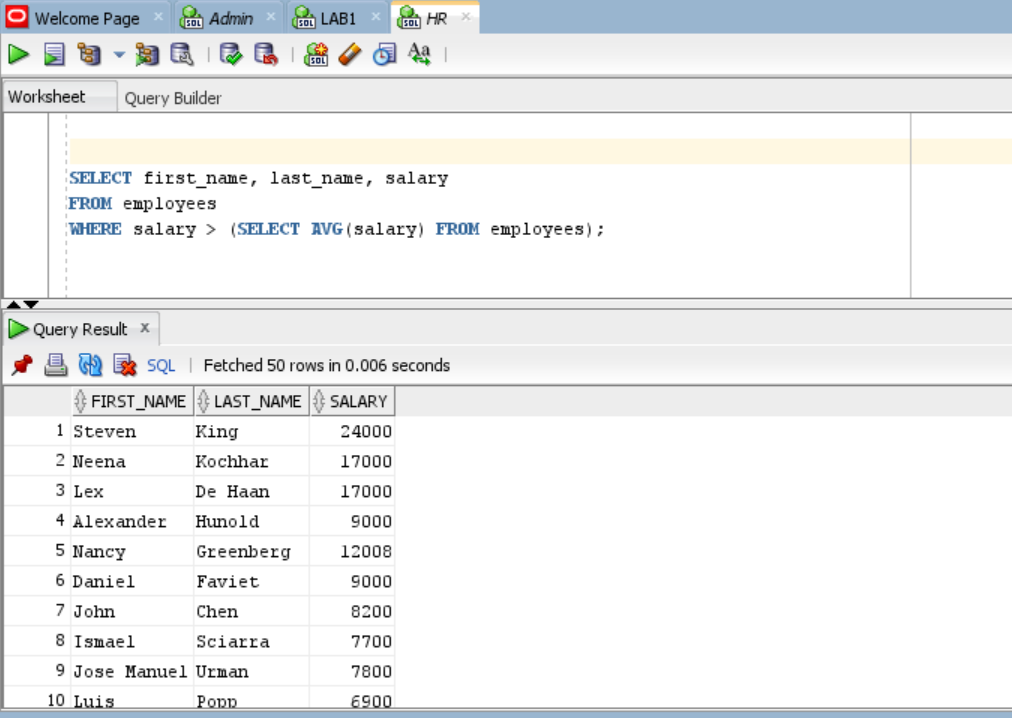 Welcome Page Admin LAB1 HR
Worksheet Query Builder
SELECT first_name, last_name, salary
FROM employees
WHERE salary > (SELECT AVG(salary) FROM employees);
Query Result x
SQL | Fetched 50 rows in 0.006 seconds
FIRST_NAME LAST_NAME SALARY
1 Steven King 24000
2 Neena Kochhar 17000
3 Lex De Haan 17000
4 Alexander Hunold 9000
5 Nancy Greenberg 12008
6 Daniel Faviet 9000
7 John Chen 8200
8 Ismael Sciarra 7700
9 Jose Manuel Urman 7800
10 Luis Popp 6900